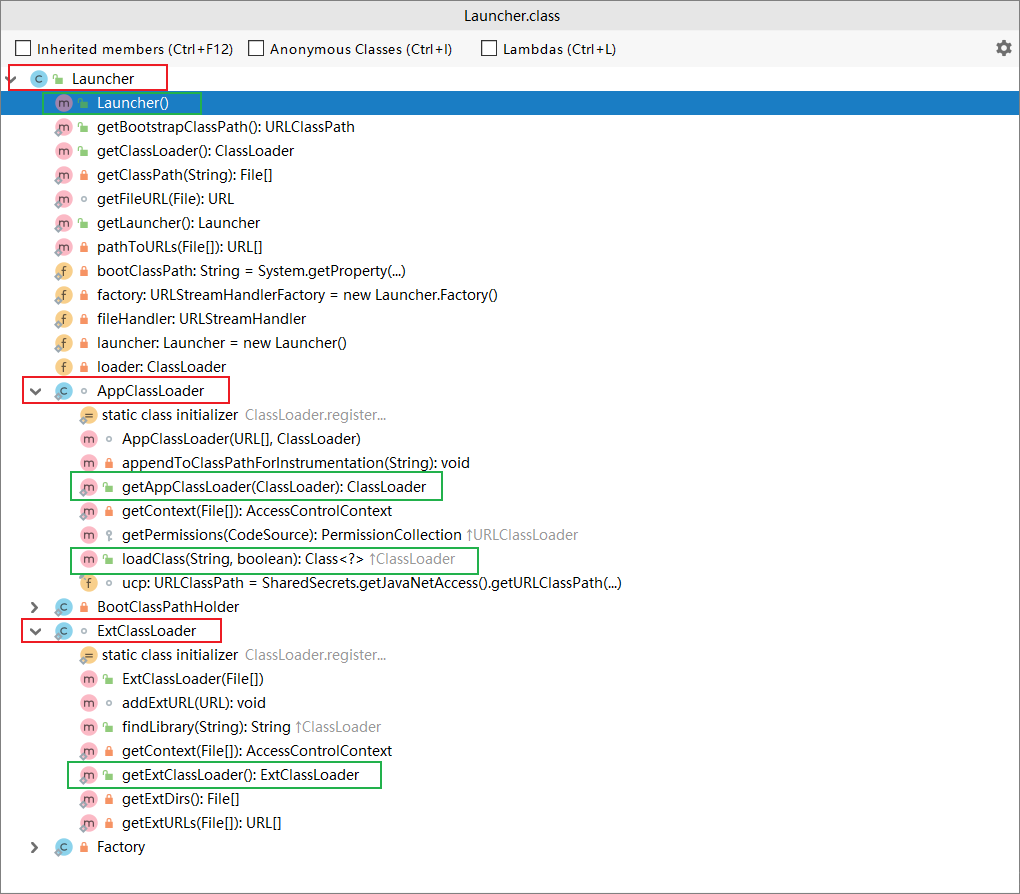 Launcher.class
Inherited members (Ctrl+F12) Anonymous Classes (Ctrl+I) Lambdas (Ctrl+L)
C Launcher
m Launcher()
m getBootstrapClassPath(): URLClassPath
m getClassLoader(): ClassLoader
m getClassPath(String): File[]
m getFileURL(File): URL
m getLauncher(): Launcher
m pathToURLs(File[]): URL[]
f bootClassPath: String = System.getProperty(...)
f factory: URLStreamHandlerFactory = new Launcher.Factory()
f fileHandler: URLStreamHandler
f launcher: Launcher = new Launcher()
f loader: ClassLoader
C AppClassLoader
static class initializer ClassLoader.register...
m AppClassLoader(URL[], ClassLoader)
m appendToClassPathForInstrumentation(String): void
m getAppClassLoader(ClassLoader): ClassLoader
m getContext(File[]): AccessControlContext
m getPermissions(CodeSource): PermissionCollection ↑URLClassLoader
m loadClass(String, boolean): Class<?> ↑ClassLoader
f ucp: URLClassPath = SharedSecrets.getJavaNetAccess().getURLClassPath(...)
C BootClassPathHolder
C ExtClassLoader
static class initializer ClassLoader.register...
m ExtClassLoader(File[])
m addExtURL(URL): void
m findLibrary(String): String ↑ClassLoader
m getContext(File[]): AccessControlContext
m getExtClassLoader(): ExtClassLoader
m getExtDirs(): File[]
m getExtURLs(File[]): URL[]
C Factory